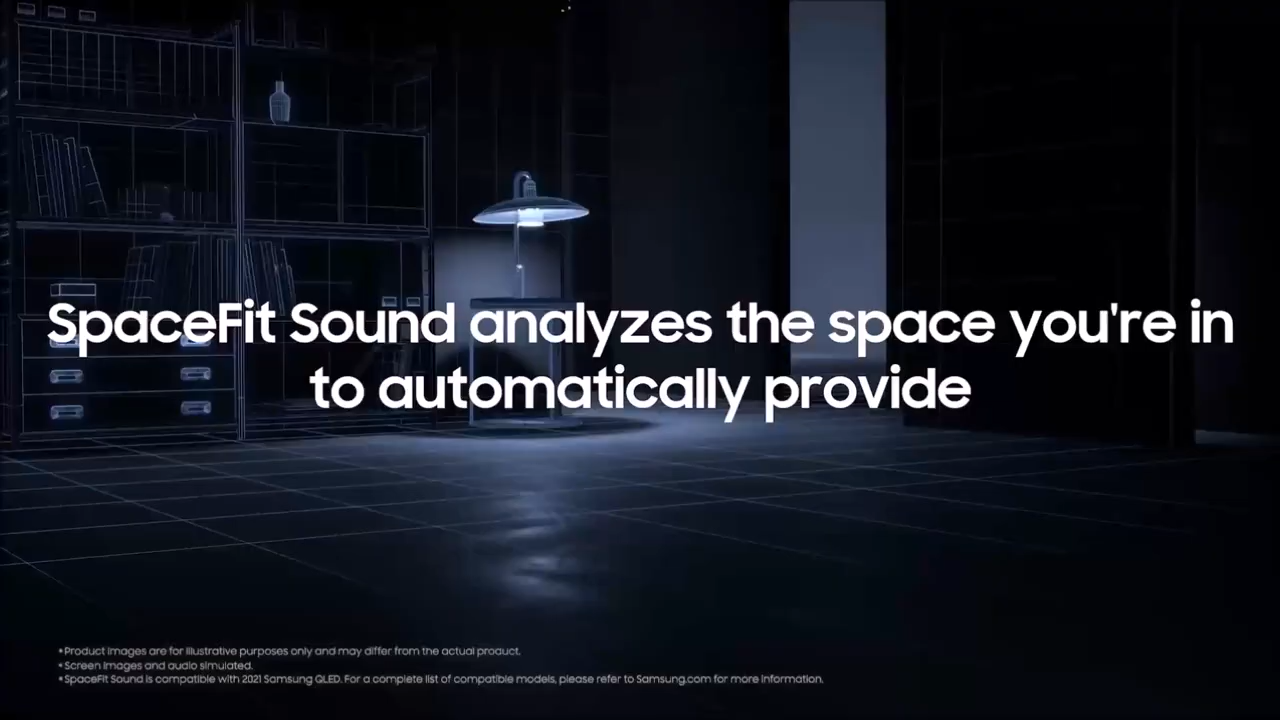 SpaceFit Sound analyzes the space you're in
to automatically provide
*Product images are for illustrative purposes only and may differ from the actual product.
*Screen images and audio simulated.
*SpaceFit Sound is compatible with 2021 Samsung QLED. For a complete list of compatible models, please refer to Samsung.com for more information.